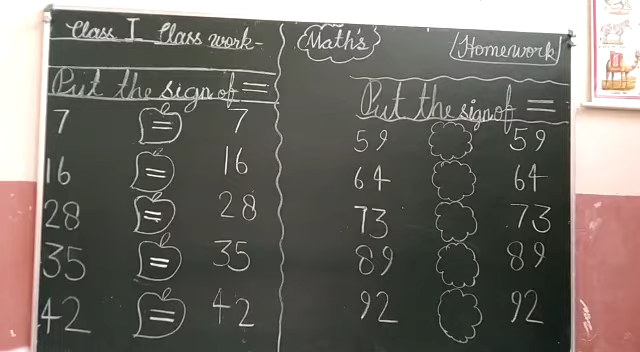 Class I Class work-
Put the sign of =
7 = 7
16 = 16
28 = 28
35 = 35
42 = 42
Math's
Homework
Put the sign of =
59 59
64 64
73 73
89 89
92 92